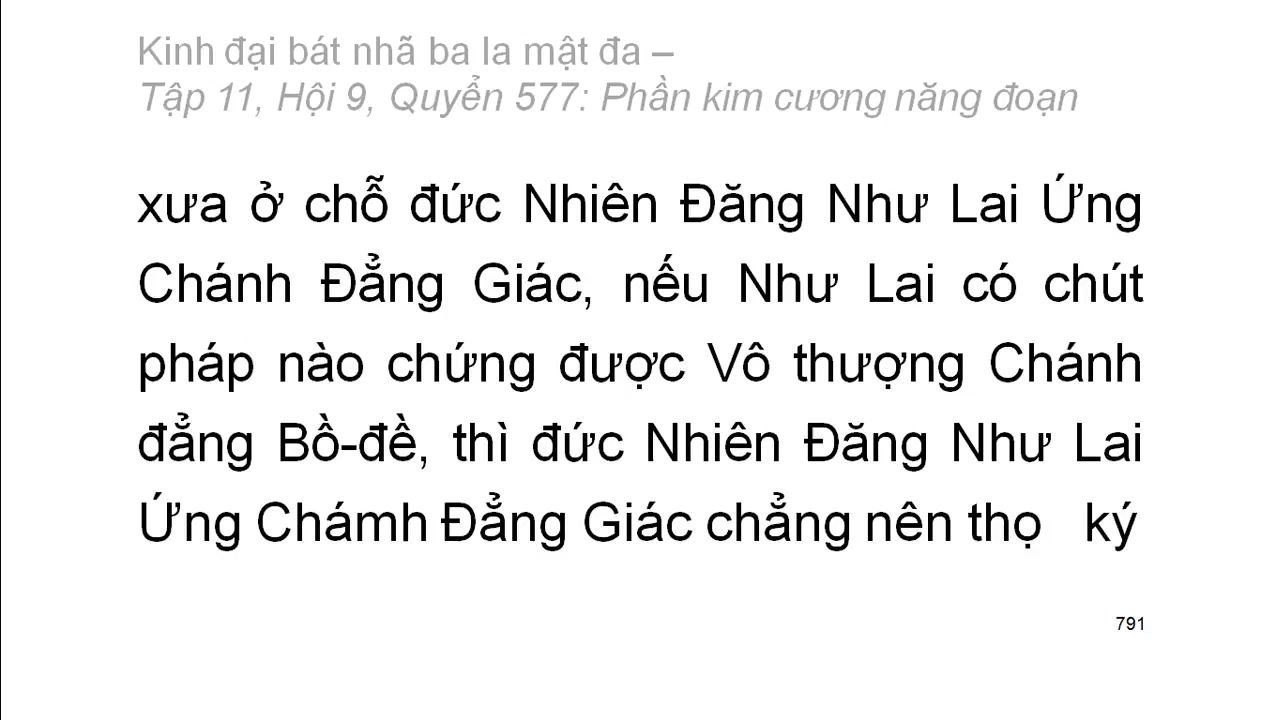 Kinh đại bát nhã ba la mật đa –
Tập 11, Hội 9, Quyển 577: Phần kim cương năng đoạn
xưa ở chỗ đức Nhiên Đăng Như Lai Ứng
Chánh Đẳng Giác, nếu Như Lai có chút
pháp nào chứng được Vô thượng Chánh
đẳng Bồ-đề, thì đức Nhiên Đăng Như Lai
Ứng Chámh Đẳng Giác chẳng nên thọ ký
791